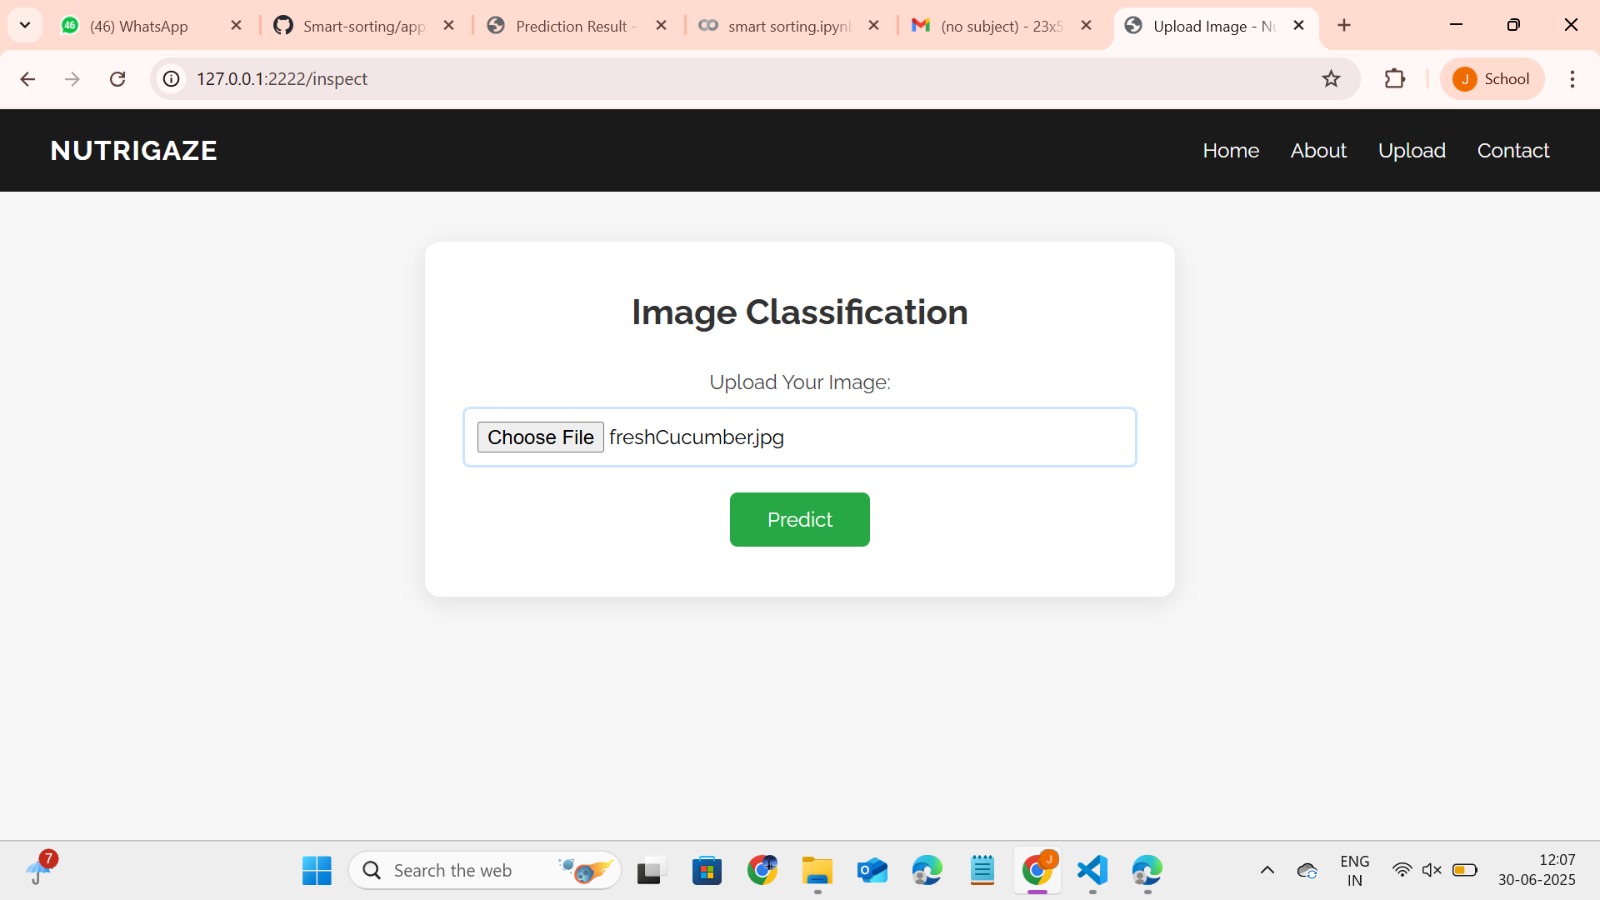 46 (46) WhatsApp
Smart-sorting/app
Prediction Result -
smart sorting.ipynb
(no subject) - 23x5
Upload Image - Nu
127.0.0.1:2222/inspect
J School
NUTRIGAZE
Home About Upload Contact
Image Classification
Upload Your Image:
Choose File freshCucumber.jpg
Predict
7
Search the web
J
ENG
IN
12:07
30-06-2025